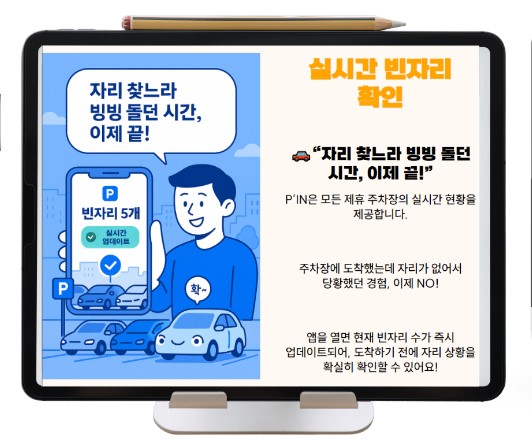 자리 찾느라
빙빙 돌던 시간,
이제 끝!
P
빈자리 5개
실시간
업데이트
P
확~
실시간 빈자리
확인
🚗 “자리 찾느라 빙빙 돌던
시간, 이제 끝!”
P'IN은 모든 제휴 주차장의 실시간 현황을
제공합니다.
주차장에 도착했는데 자리가 없어서
당황했던 경험, 이제 NO!
앱을 열면 현재 빈자리 수가 즉시
업데이트되어, 도착하기 전에 자리 상황을
확실히 확인할 수 있어요!